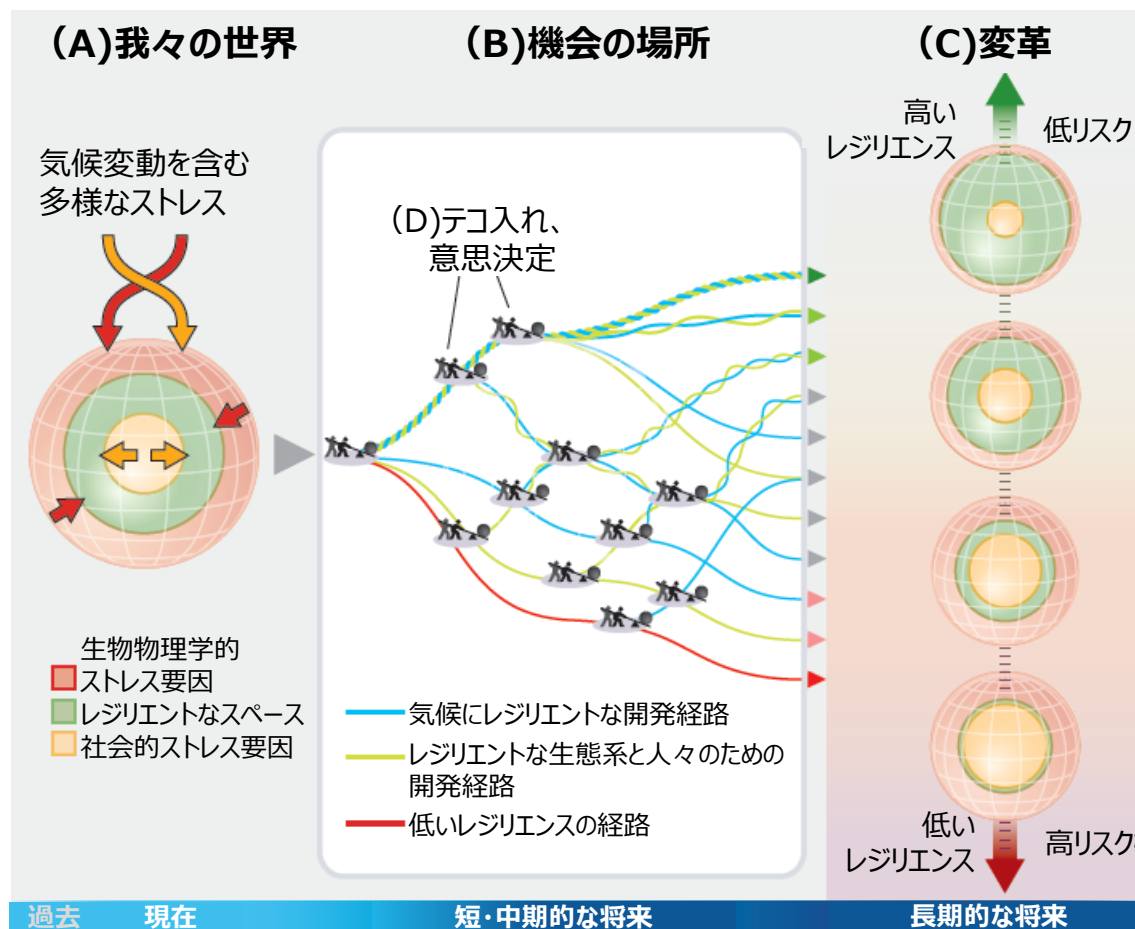 (A)我々の世界
(B)機会の場所
(C)変革
気候変動を含む
多様なストレス
(D)テコ入れ、
意思決定
高い
レジリエンス
低リスク
生物物理学的
ストレス要因
レジリエントなスペース
社会的ストレス要因
気候にレジリエントな開発経路
レジリエントな生態系と人々のための
開発経路
低いレジリエンスの経路
低い
レジリエンス
高リスク
過去
現在
短・中期的な将来
長期的な将来